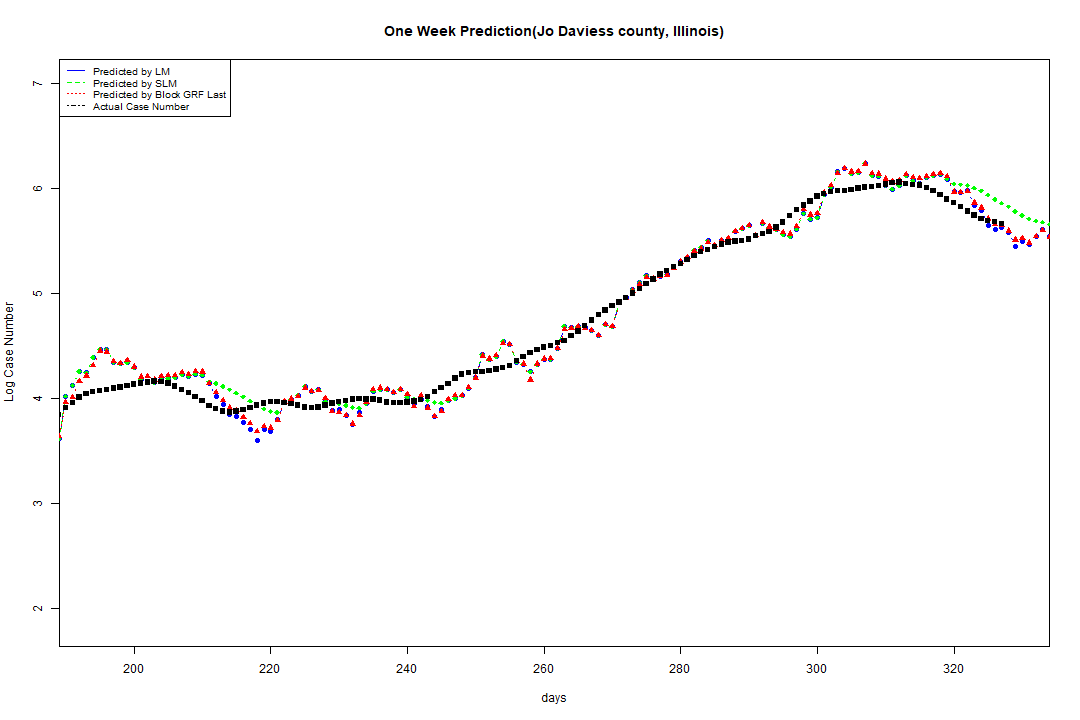 One Week Prediction(Jo Daviess county, Illinois)
Predicted by LM
Predicted by SLM
Predicted by Block GRF Last
Actual Case Number
7
6
5
4
3
2
Log Case Number
200 220 240 260 280 300 320
days